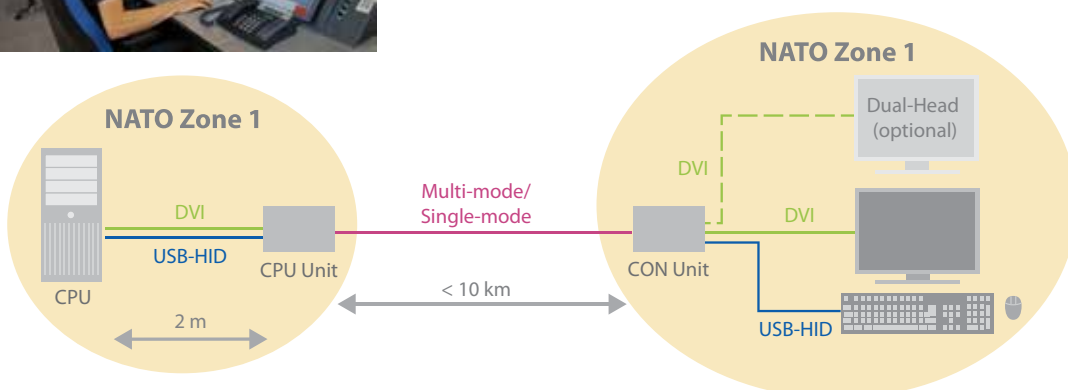 NATO Zone 1
DVI
USB-HID
CPU
CPU Unit
2 m
Multi-mode/
Single-mode
< 10 km
NATO Zone 1
Dual-Head
(optional)
DVI
DVI
CON Unit
USB-HID